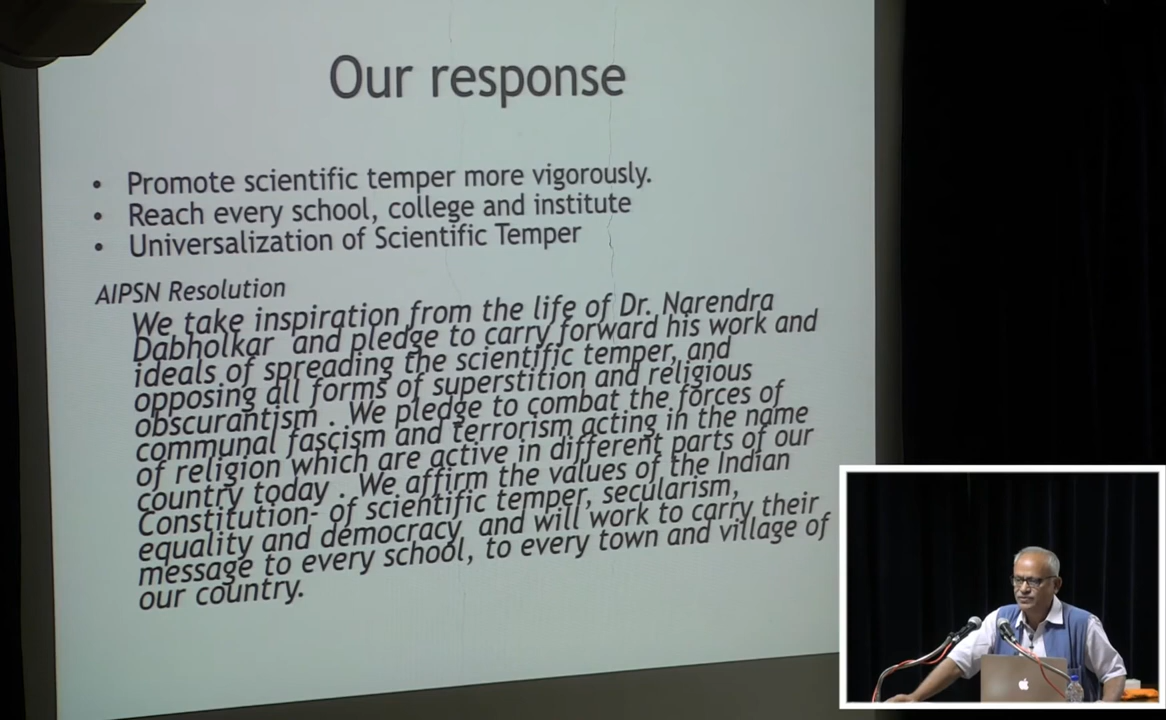 Our response
• Promote scientific temper more vigorously.
• Reach every school, college and institute
• Universalization of Scientific Temper
AIPSN Resolution
We take inspiration from the life of Dr. Narendra
Dabholkar and pledge to carry forward his work and
ideals of spreading the scientific temper, and
opposing all forms of superstition and religious
obscurantism . We pledge to combat the forces of
communal fascism and terrorism acting in the name
of religion which are active in different parts of our
country today . We affirm the values of the Indian
Constitution- of scientific temper, secularism,
equality and democracy and will work to carry their
message to every school, to every town and village of
our country.